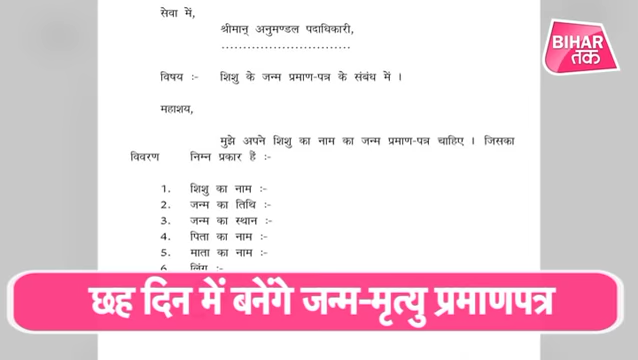 सेवा में,
श्रीमान् अनुमण्डल पदाधिकारी,
..............................
BIHAR
तक
विषय :- शिशु के जन्म प्रमाण-पत्र के संबंध में ।
महाशय,
मुझे अपने शिशु का नाम का जन्म प्रमाण-पत्र चाहिए । जिसका
विवरण निम्न प्रकार हैं :-
1. शिशु का नाम :-
2. जन्म का तिथि :-
3. जन्म का स्थान :-
4. पिता का नाम :-
5. माता का नाम :-
6. लिंग :-
छह दिन में बनेंगे जन्म-मृत्यु प्रमाणपत्र